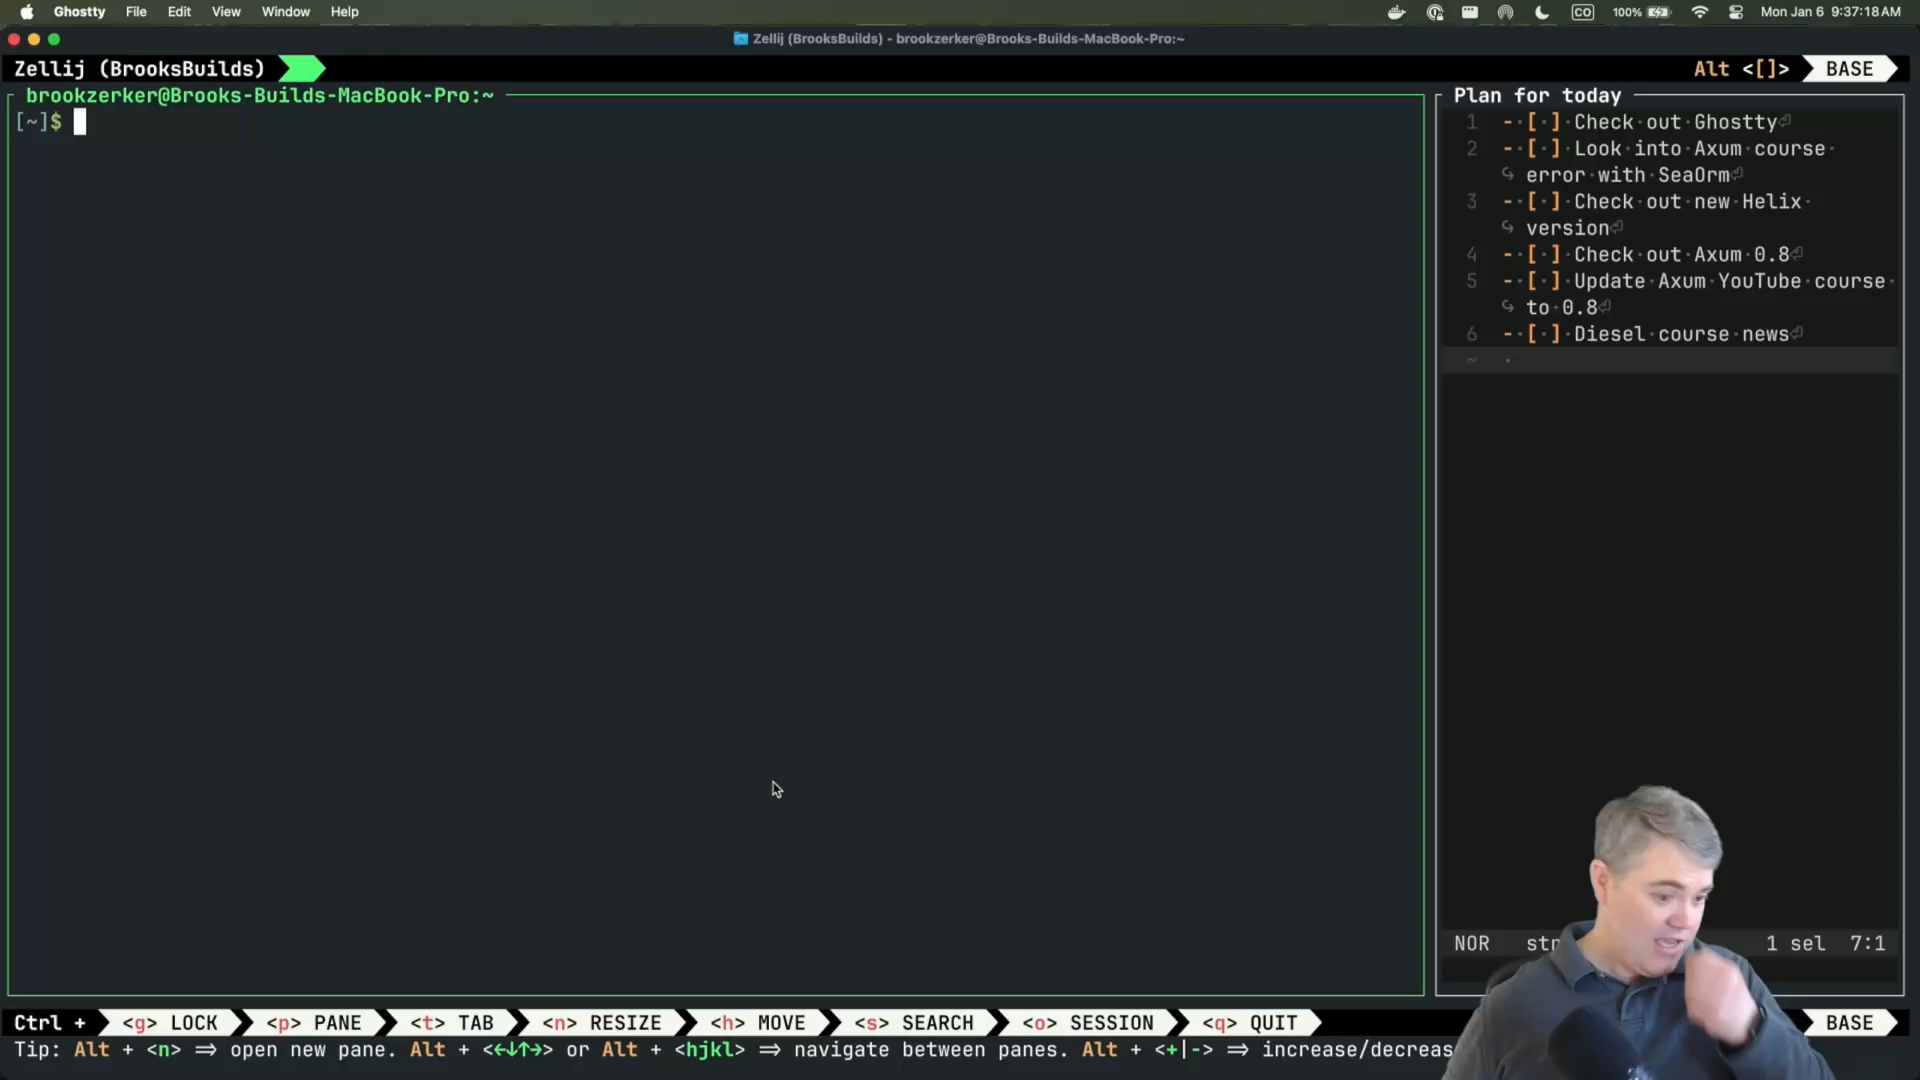 Ghostty File Edit View Window Help CO 100% Mon Jan 6 9:37:18 AM
Zellij (BrooksBuilds) - brookzerker@Brooks-Builds-MacBook-Pro:~
Zellij (BrooksBuilds) Alt <[]> BASE
brookzerker@Brooks-Builds-MacBook-Pro:~
[~]$
Plan for today
1 -·[·]·Check·out·Ghostty⏎
2 -·[·]·Look·into·Axum·course·
↪ error·with·SeaOrm⏎
3 -·[·]·Check·out·new·Helix·
↪ version⏎
4 -·[·]·Check·out·Axum·0.8⏎
5 -·[·]·Update·Axum·YouTube·course·
↪ to·0.8⏎
6 -·[·]·Diesel·course·news⏎
~
NOR 1 sel 7:1
Ctrl + <g> LOCK <p> PANE <t> TAB <n> RESIZE <h> MOVE <s> SEARCH <o> SESSION <q> QUIT BASE
Tip: Alt + <n> => open new pane. Alt + <←↓↑→> or Alt + <hjkl> => navigate between panes. Alt + <+|-> => increase/decreas